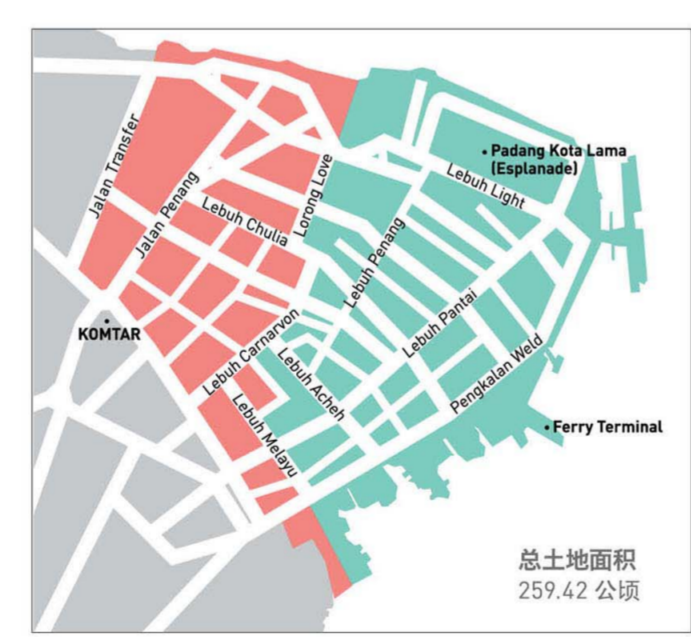 Padang Kota Lama
(Esplanade)
Lebuh Light
Jalan Transfer
Jalan Penang
Lorong Love
Lebuh Chulia
Lebuh Penang
Lebuh Pantai
KOMTAR
Lebuh Carnarvon
Lebuh Acheh
Pengkalan Weld
Lebuh Melayu
Ferry Terminal
总土地面积
259.42 公顷